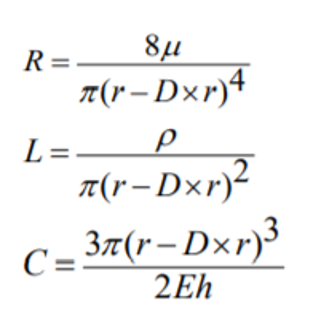 R = 8μ / π(r − D×r)⁴
L = ρ / π(r − D×r)²
C = 3π(r − D×r)³ / 2Eh